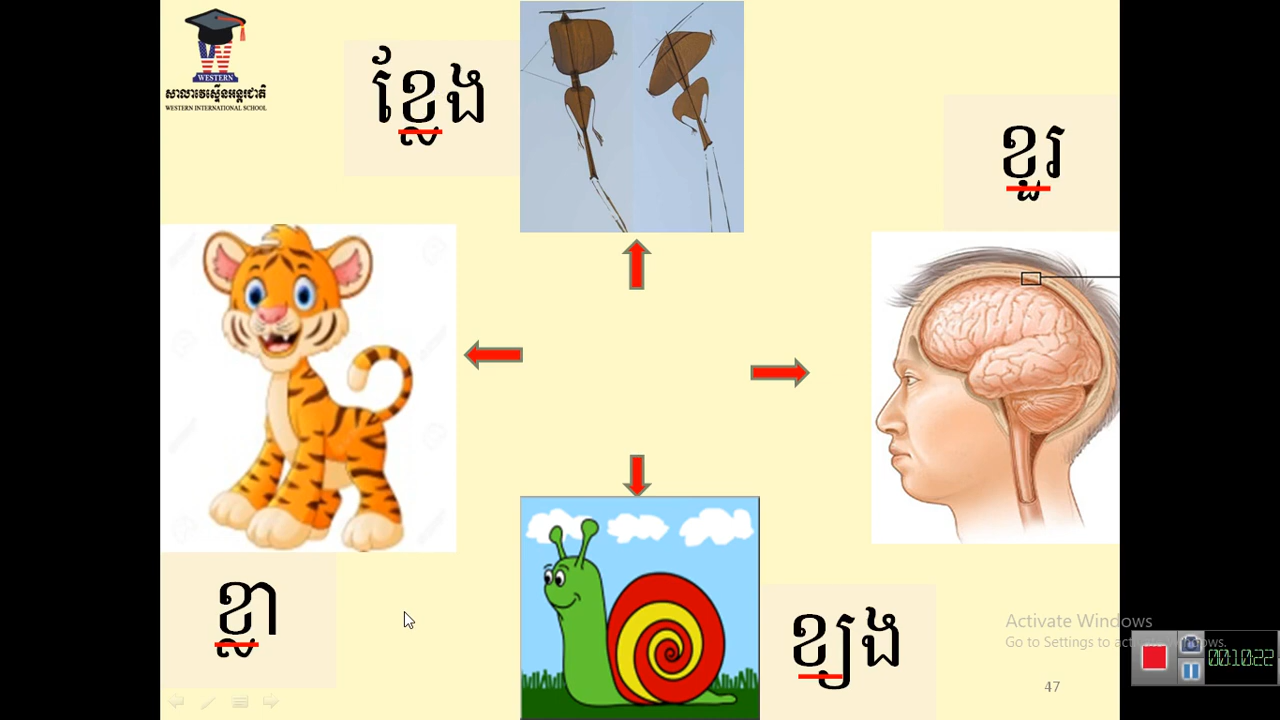 WESTERN
សាលាវេស្ទើនអន្តរជាតិ
WESTERN INTERNATIONAL SCHOOL
ខ្លែង
ខួរ
ខ្លា
ខ្យង
Activate Windows
Go to Settings to activate Windows.
47
00:10:22